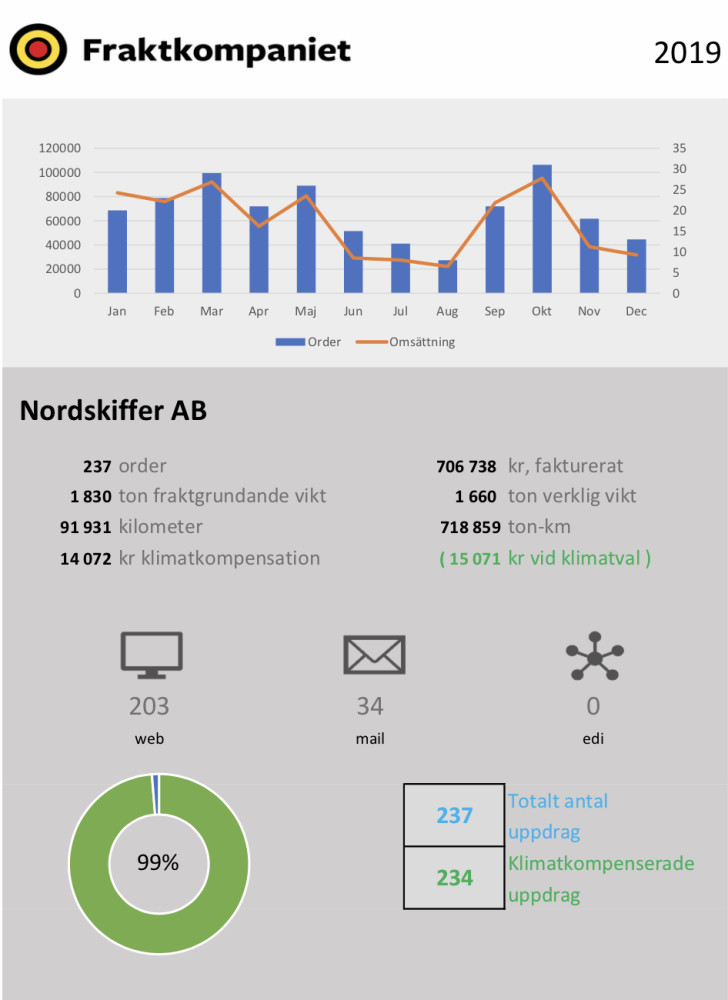 Fraktkompaniet
2019
120000 35
100000 30
80000 25
60000 20
40000 15
20000 10
0 5
0
Jan Feb Mar Apr Maj Jun Jul Aug Sep Okt Nov Dec
Order Omsättning
Nordskiffer AB
237 order
706 738 kr, fakturerat
1 830 ton fraktgrundande vikt
1 660 ton verklig vikt
91 931 kilometer
718 859 ton-km
14 072 kr klimatkompensation
( 15 071 kr vid klimatval )
203 34 0
web mail edi
99%
237 Totalt antal
uppdrag
234 Klimatkompenserade
uppdrag